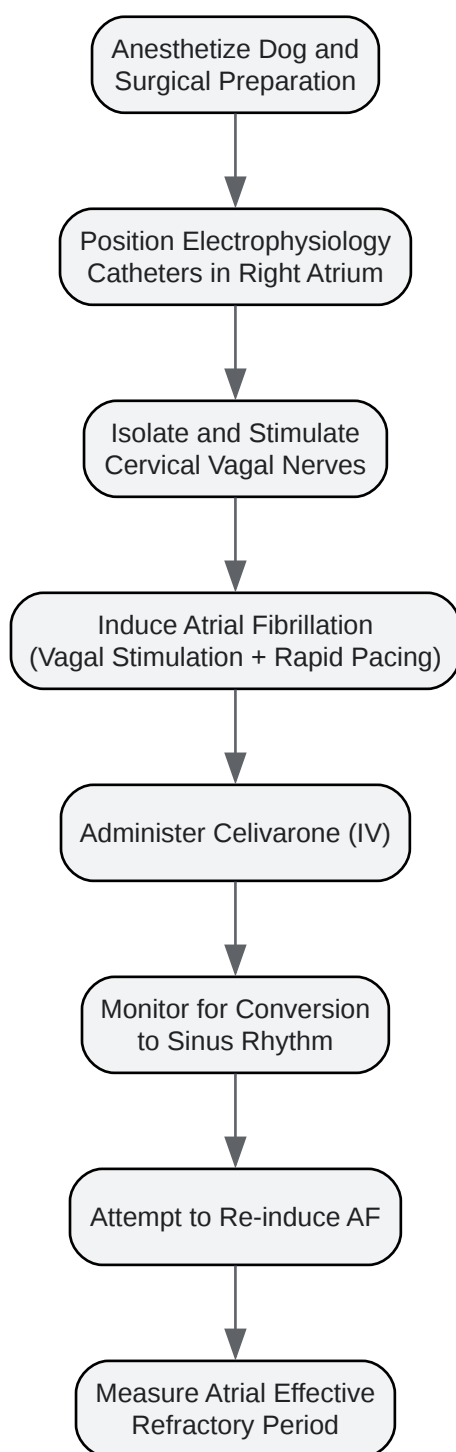 Anesthetize Dog and
Surgical Preparation
Position Electrophysiology
Catheters in Right Atrium
Isolate and Stimulate
Cervical Vagal Nerves
Induce Atrial Fibrillation
(Vagal Stimulation + Rapid Pacing)
Administer Celivarone (IV)
Monitor for Conversion
to Sinus Rhythm
Attempt to Re-induce AF
Measure Atrial Effective
Refractory Period